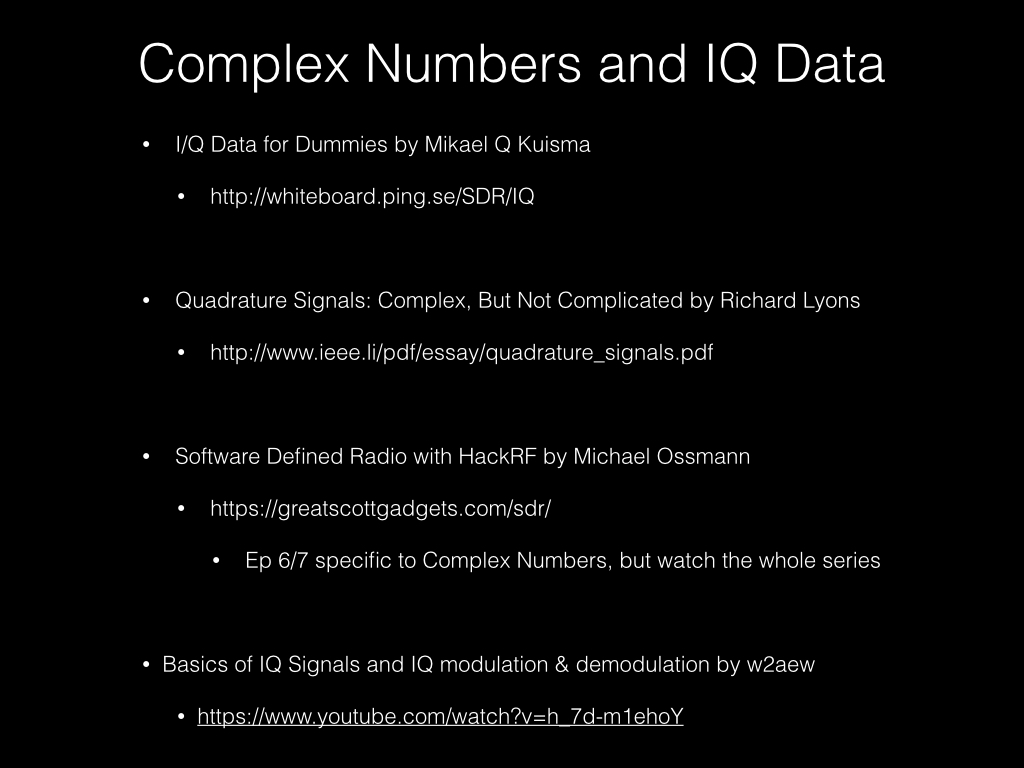 Complex Numbers and IQ Data
• I/Q Data for Dummies by Mikael Q Kuisma
• http://whiteboard.ping.se/SDR/IQ
• Quadrature Signals: Complex, But Not Complicated by Richard Lyons
• http://www.ieee.li/pdf/essay/quadrature_signals.pdf
• Software Defined Radio with HackRF by Michael Ossmann
• https://greatscottgadgets.com/sdr/
• Ep 6/7 specific to Complex Numbers, but watch the whole series
• Basics of IQ Signals and IQ modulation & demodulation by w2aew
• https://www.youtube.com/watch?v=h_7d-m1ehoY